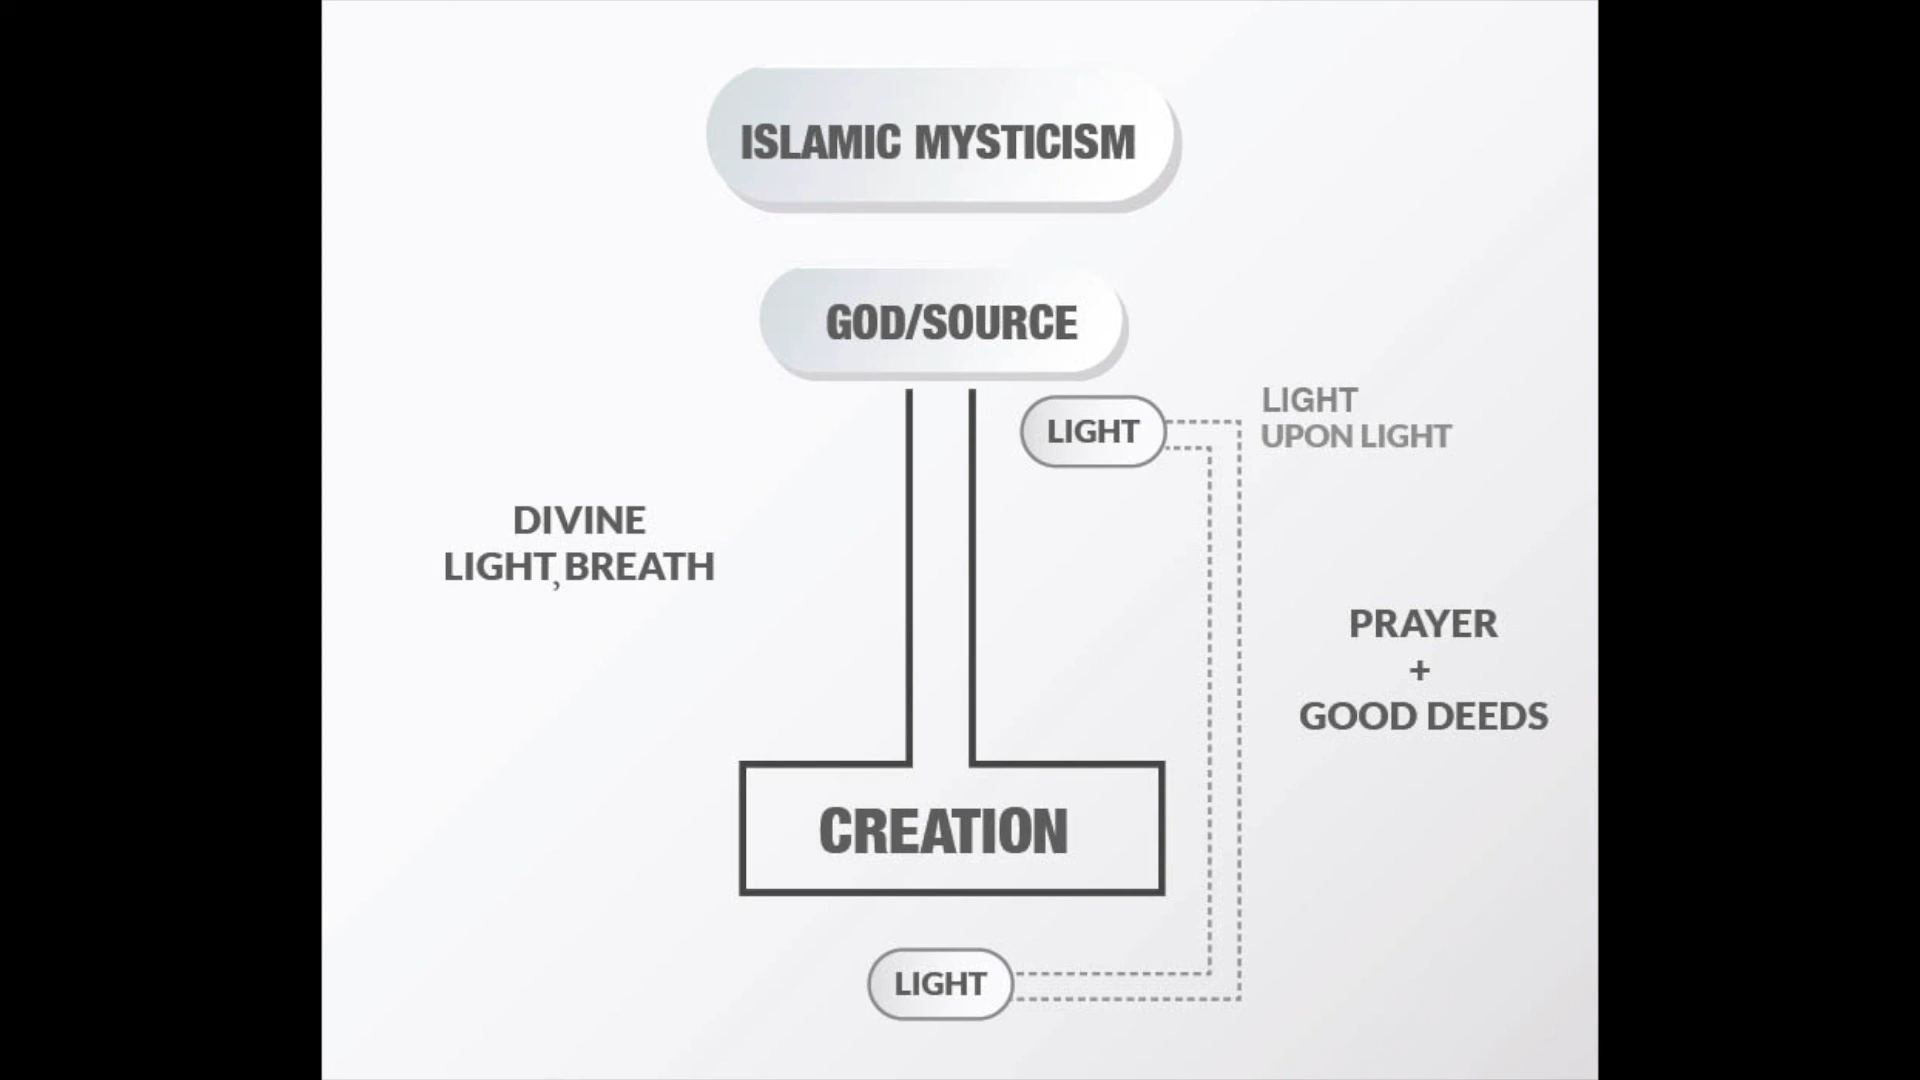 ISLAMIC MYSTICISM
GOD/SOURCE
LIGHT
LIGHT
UPON LIGHT
DIVINE
LIGHT, BREATH
PRAYER
+
GOOD DEEDS
CREATION
LIGHT